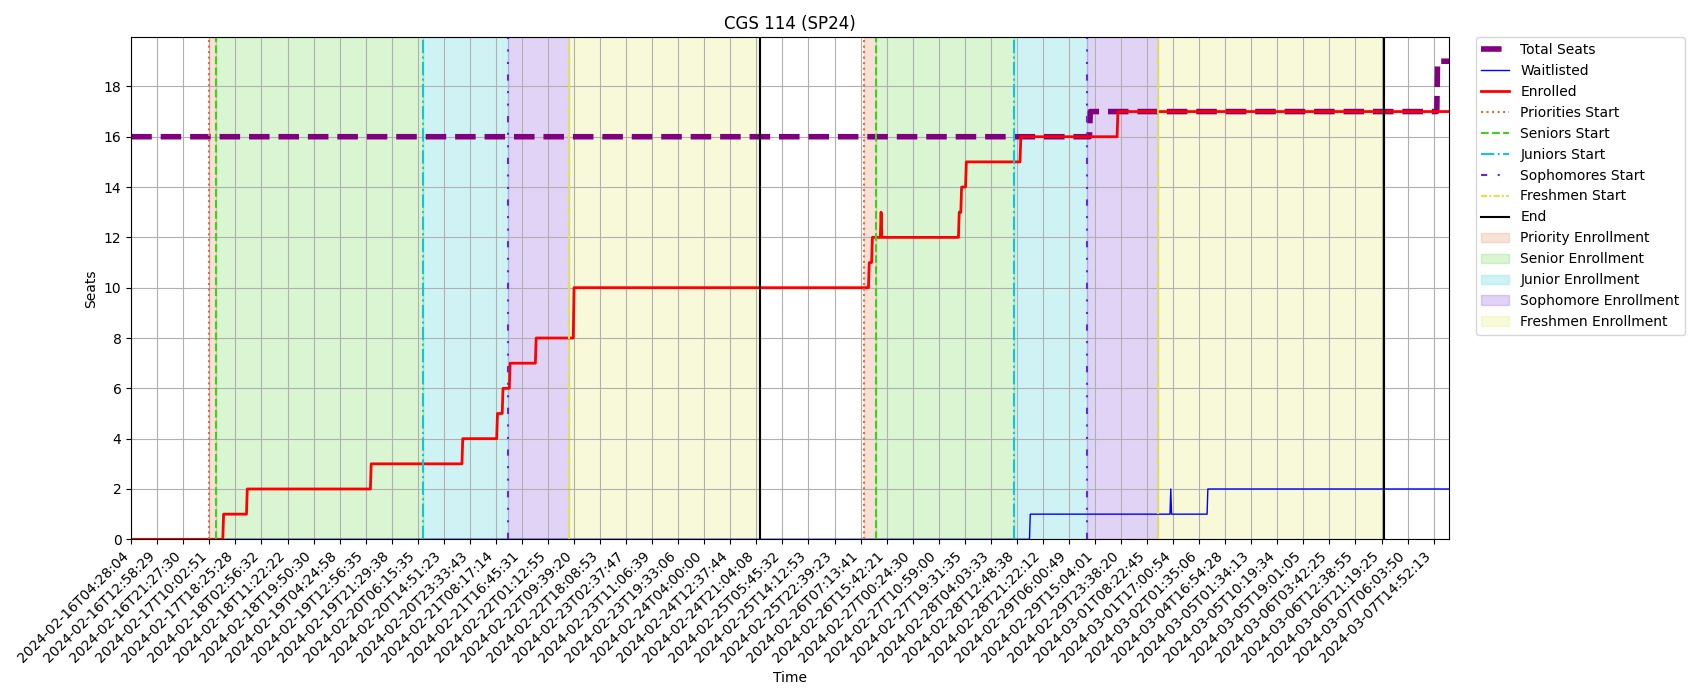 CGS 114 (SP24)
Seats
18
16
14
12
10
8
6
4
2
0
2024-02-16T04:28:04
2024-02-16T12:58:29
2024-02-16T21:27:30
2024-02-17T10:02:51
2024-02-17T18:25:28
2024-02-18T02:56:32
2024-02-18T11:22:22
2024-02-18T19:50:30
2024-02-19T04:24:58
2024-02-19T12:56:35
2024-02-19T21:29:38
2024-02-20T06:15:35
2024-02-20T14:51:23
2024-02-20T23:33:43
2024-02-21T08:17:14
2024-02-21T16:45:31
2024-02-22T01:12:55
2024-02-22T09:39:20
2024-02-22T18:08:53
2024-02-23T02:37:47
2024-02-23T11:06:39
2024-02-23T19:33:06
2024-02-24T04:00:00
2024-02-24T12:37:44
2024-02-24T21:04:08
2024-02-25T05:45:32
2024-02-25T14:12:53
2024-02-25T22:39:23
2024-02-26T07:13:41
2024-02-26T15:42:21
2024-02-27T00:24:30
2024-02-27T10:59:00
2024-02-27T19:31:35
2024-02-28T04:03:33
2024-02-28T12:48:38
2024-02-28T21:22:12
2024-02-29T06:00:49
2024-02-29T15:04:01
2024-02-29T23:38:20
2024-03-01T08:22:45
2024-03-01T17:00:54
2024-03-02T01:35:06
2024-03-04T16:54:28
2024-03-05T01:34:13
2024-03-05T10:19:34
2024-03-05T19:01:05
2024-03-06T03:42:25
2024-03-06T12:38:55
2024-03-06T21:19:25
2024-03-07T06:03:50
2024-03-07T14:52:13
Time
Total Seats
Waitlisted
Enrolled
Priorities Start
Seniors Start
Juniors Start
Sophomores Start
Freshmen Start
End
Priority Enrollment
Senior Enrollment
Junior Enrollment
Sophomore Enrollment
Freshmen Enrollment